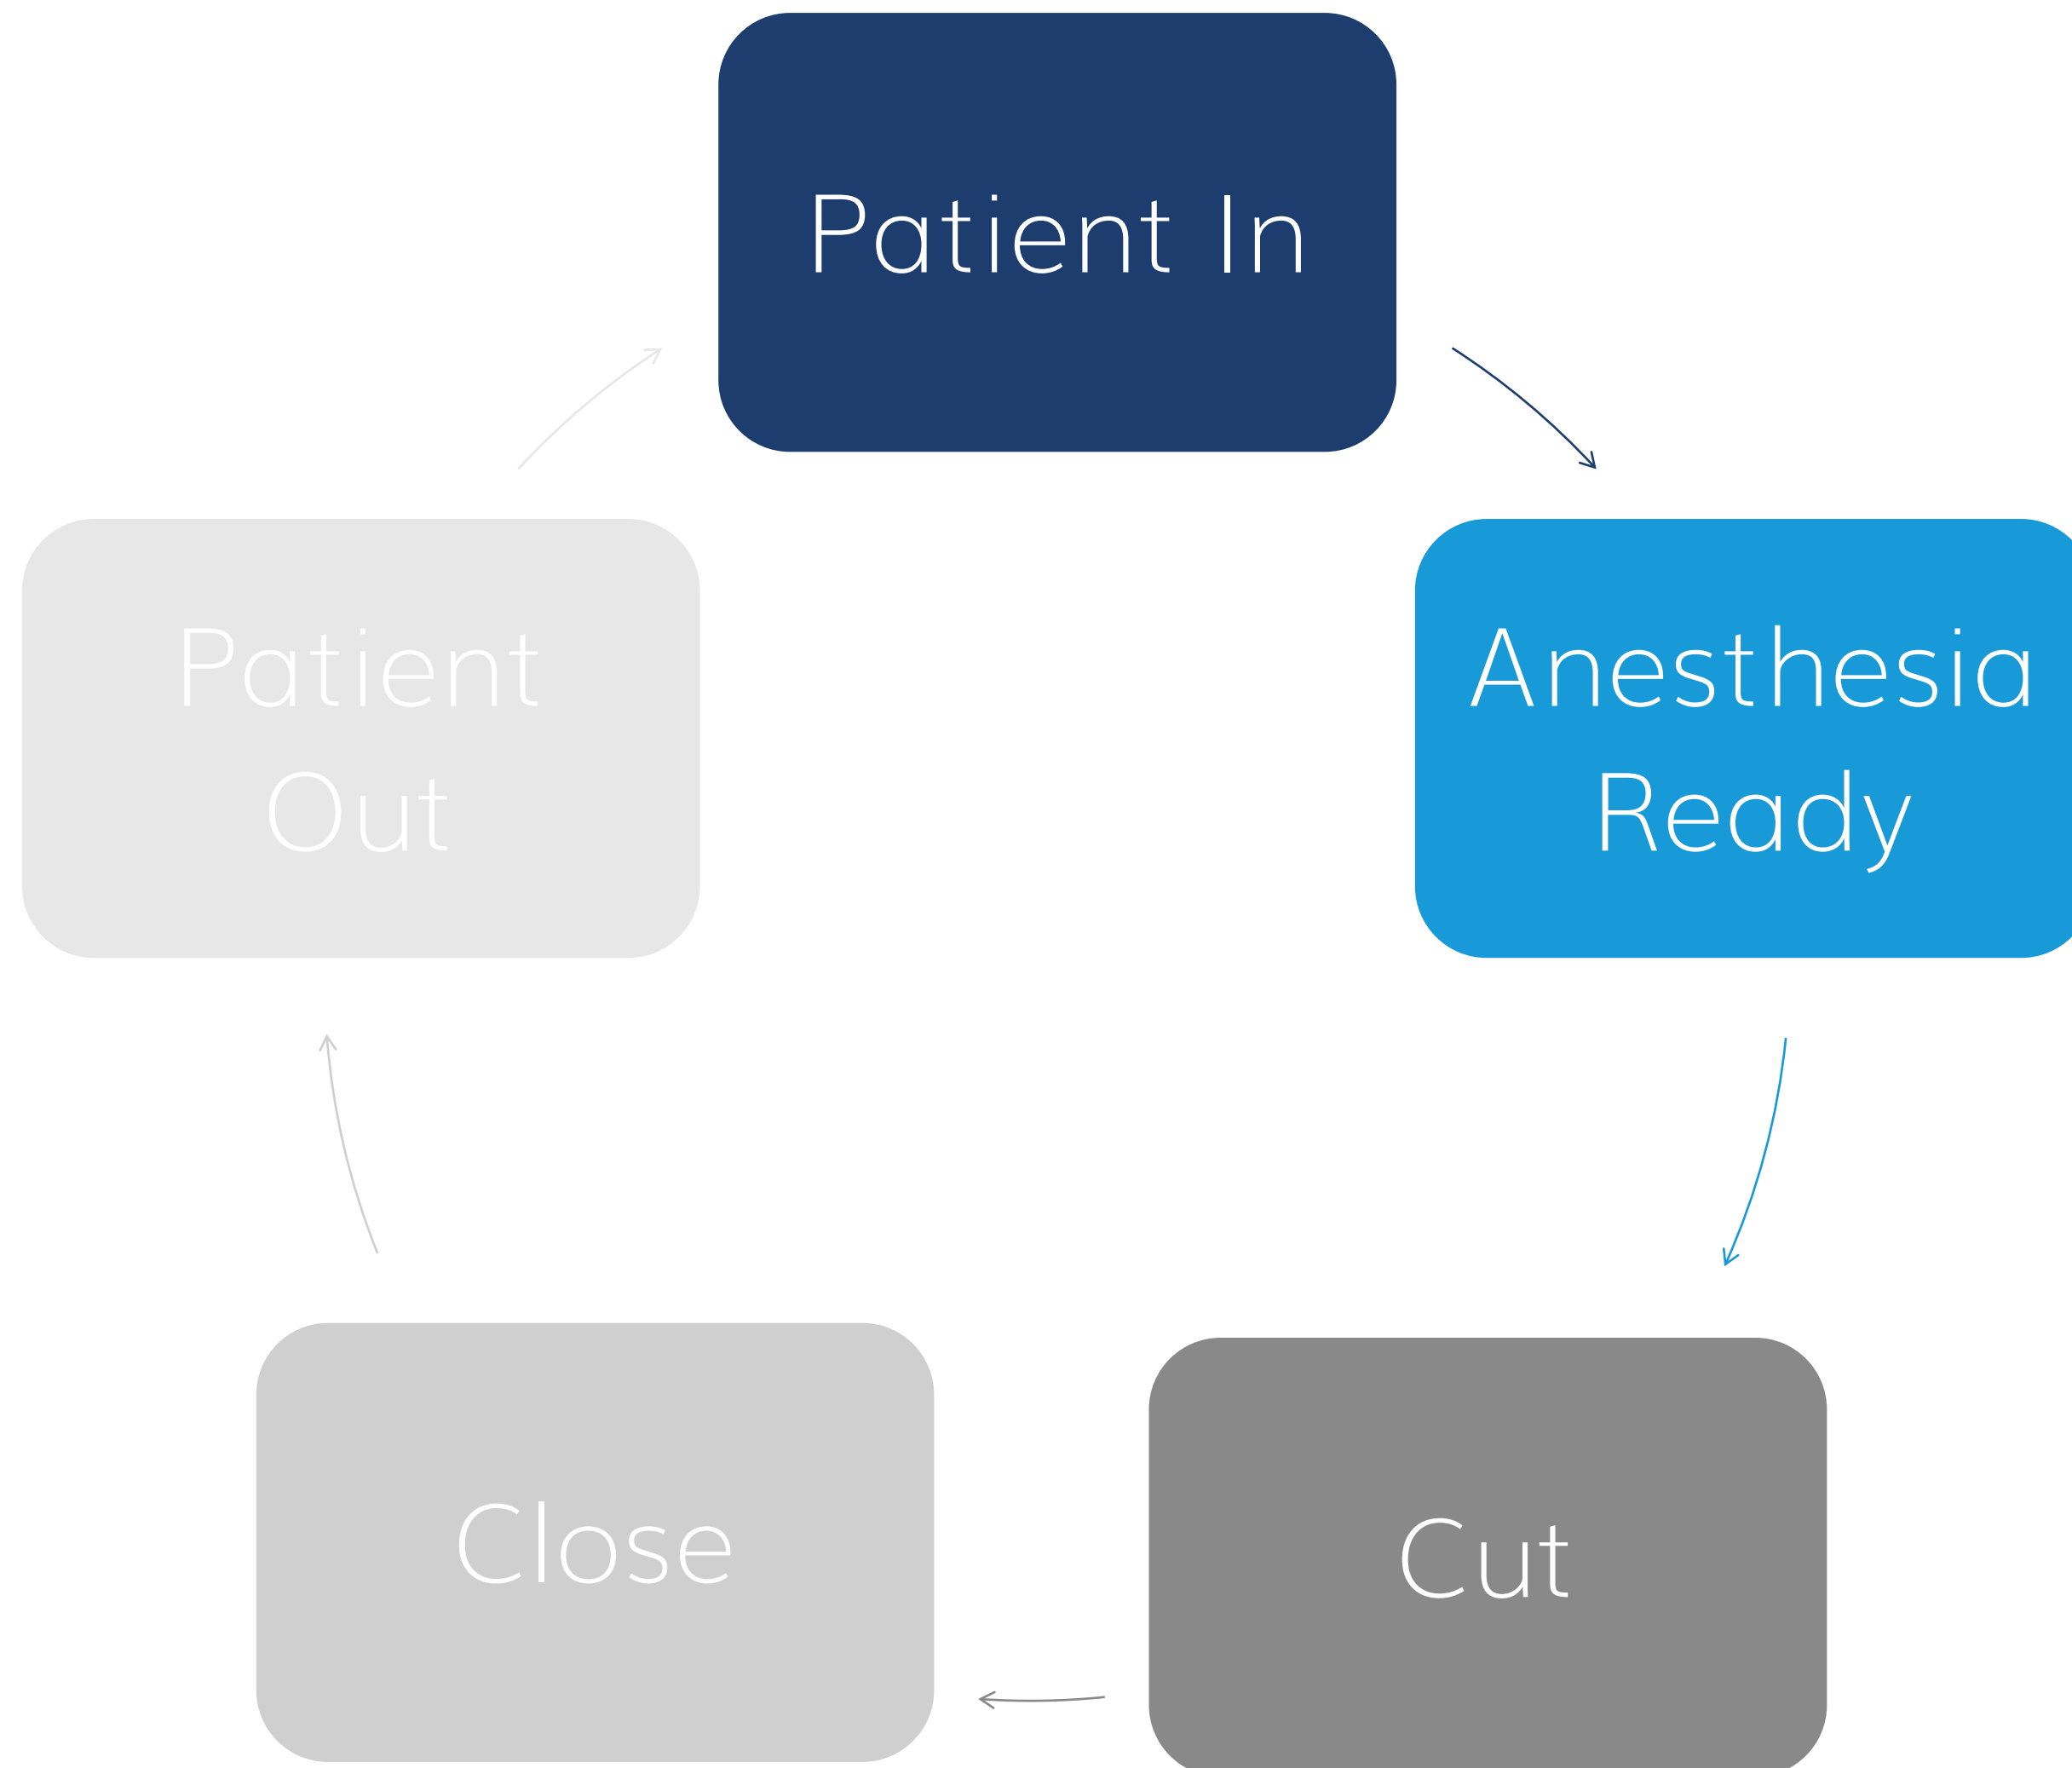 Patient In
Anesthesia
Ready
Cut
Close
Patient
Out